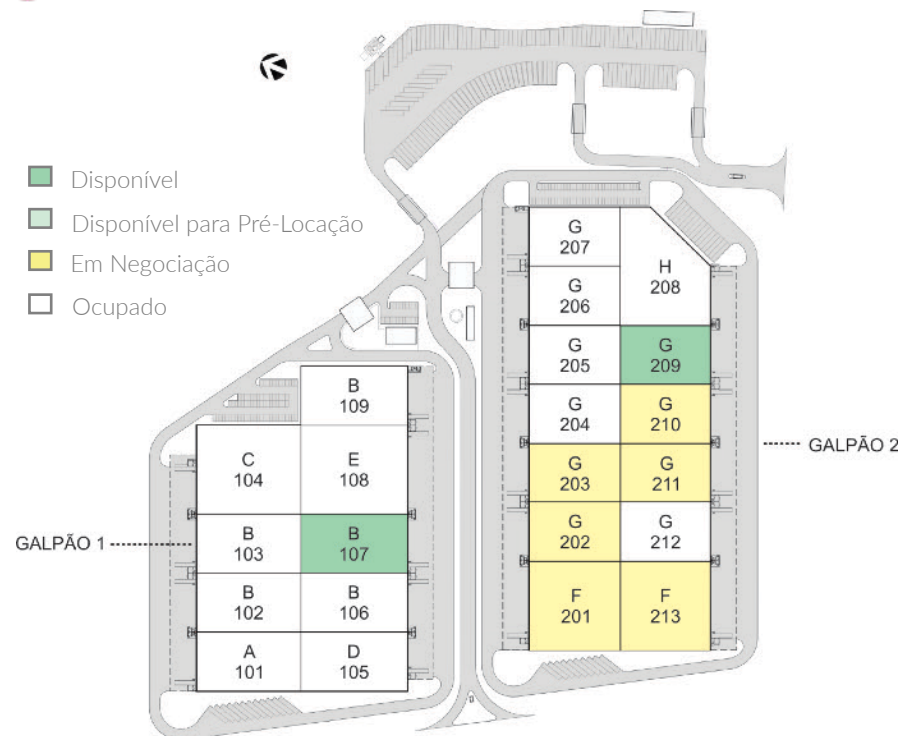 Disponível
Disponível para Pré-Locação
Em Negociação
Ocupado
GALPÃO 1
B
109
C
104
E
108
B
103
B
107
B
102
B
106
A
101
D
105
GALPÃO 2
G
207
H
208
G
206
G
205
G
209
G
204
G
210
G
203
G
211
G
202
G
212
F
201
F
213